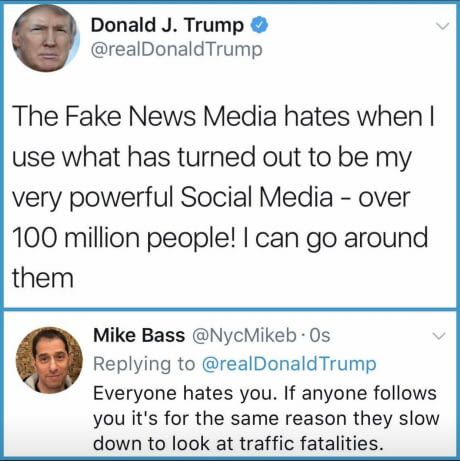 Donald J. Trump
@realDonaldTrump
The Fake News Media hates when I
use what has turned out to be my
very powerful Social Media - over
100 million people! I can go around
them
Mike Bass @NycMikeb · 0s
Replying to @realDonaldTrump
Everyone hates you. If anyone follows
you it's for the same reason they slow
down to look at traffic fatalities.